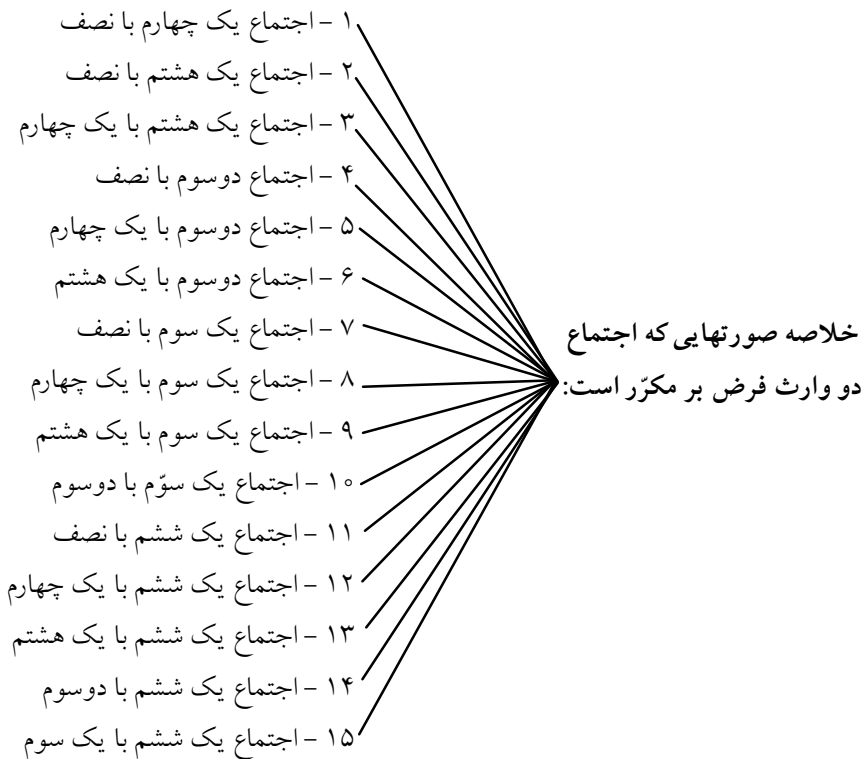 خلاصه صورتهایی که اجتماع
دو وارث فرض بر مکرّر است:
۱ - اجتماع یک چهارم با نصف
۲ - اجتماع یک هشتم با نصف
۳ - اجتماع یک هشتم با یک چهارم
۴ - اجتماع دوسوم با نصف
۵ - اجتماع دوسوم با یک چهارم
۶ - اجتماع دوسوم با یک هشتم
۷ - اجتماع یک سوم با نصف
۸ - اجتماع یک سوم با یک چهارم
۹ - اجتماع یک سوم با یک هشتم
۱۰ - اجتماع یک سوّم با دوسوم
۱۱ - اجتماع یک ششم با نصف
۱۲ - اجتماع یک ششم با یک چهارم
۱۳ - اجتماع یک ششم با یک هشتم
۱۴ - اجتماع یک ششم با دوسوم
۱۵ - اجتماع یک ششم با یک سوم